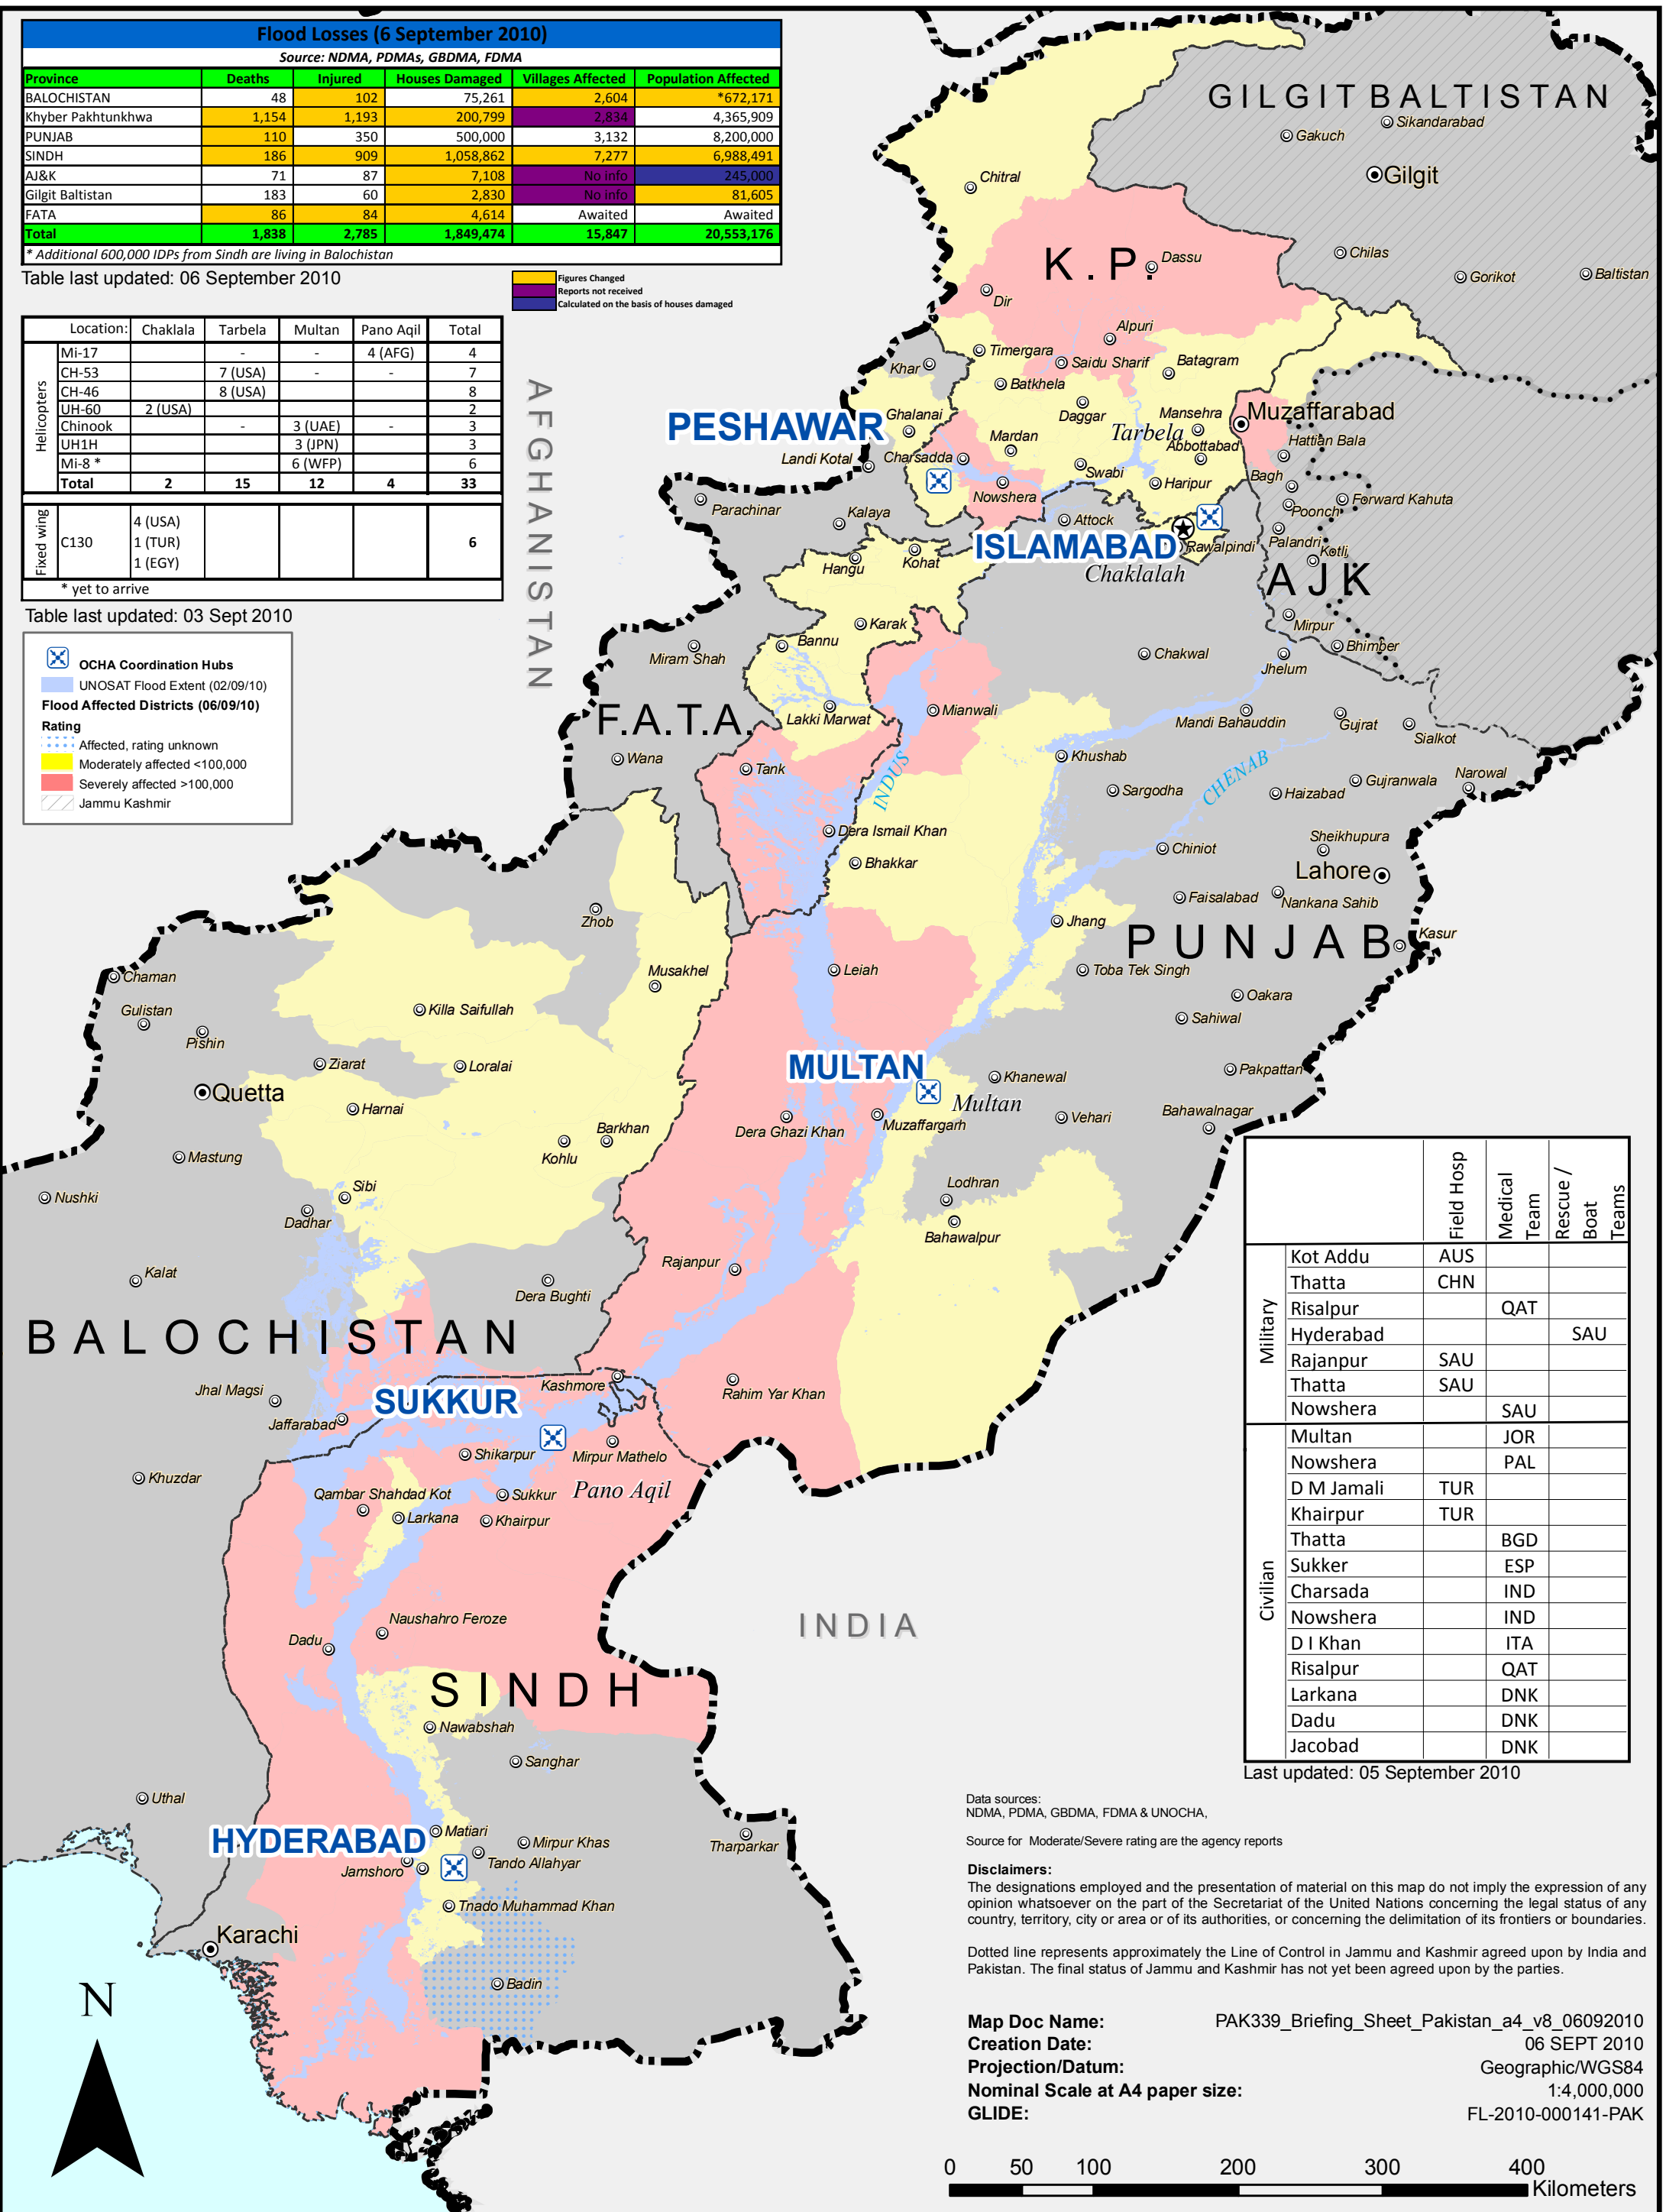 Flood Losses (6 September 2010)
Source: NDMA, PDMAs, GBDMA, FDMA
Province Deaths Injured Houses Damaged Villages Affected Population Affected
BALOCHISTAN 48 102 75,261 2,604 *672,171
Khyber Pakhtunkhwa 1,154 1,193 200,799 2,834 4,365,909
PUNJAB 110 350 500,000 3,132 8,200,000
SINDH 186 909 1,058,862 7,277 6,988,491
AJ&K 71 87 7,108 No info 245,000
Gilgit Baltistan 183 60 2,830 No info 81,605
FATA 86 84 4,614 Awaited Awaited
Total 1,838 2,785 1,849,474 15,847 20,553,176
* Additional 600,000 IDPs from Sindh are living in Balochistan
Table last updated: 06 September 2010
Figures Changed
Reports not received
Calculated on the basis of houses damaged
Location: Chaklala Tarbela Multan Pano Aqil Total
Helicopters
Mi-17 - - 4 (AFG) 4
CH-53 7 (USA) - - 7
CH-46 8 (USA) 8
UH-60 2 (USA) 2
Chinook - 3 (UAE) - 3
UH1H 3 (JPN) 3
Mi-8 * 6 (WFP) 6
Total 2 15 12 4 33
Fixed wing
C130
4 (USA)
1 (TUR)
1 (EGY)
6
* yet to arrive
Table last updated: 03 Sept 2010
OCHA Coordination Hubs
UNOSAT Flood Extent (02/09/10)
Flood Affected Districts (06/09/10)
Rating
Affected, rating unknown
Moderately affected <100,000
Severely affected >100,000
Jammu Kashmir
AFGHANISTAN
GILGIT BALTISTAN
Sikandarabad
Gakuch
Gilgit
Chitral
K.P.
Dassu
Chilas
Gorikot
Baltistan
Dir
Alpuri
Timergara
Saidu Sharif
Batagram
Khar
Batkhela
Daggar
Mansehra
Muzaffarabad
PESHAWAR
Ghalanai
Tarbela
Mardan
Abbottabad
Hattian Bala
Landi Kotal
Charsadda
Swabi
Haripur
Bagh
Nowshera
Forward Kahuta
Parachinar
Poonch
Kalaya
Attock
ISLAMABAD
Rawalpindi
Palandri
Kotli
Hangu
Kohat
Chaklalah
AJK
Karak
Mirpur
Bannu
Bhimber
Miram Shah
Chakwal
Jhelum
F.A.T.A.
Lakki Marwat
Mianwali
Mandi Bahauddin
Gujrat
Sialkot
Wana
Tank
INDUS
Khushab
CHENAB
Sargodha
Haizabad
Gujranwala
Narowal
Dera Ismail Khan
Sheikhupura
Bhakkar
Chiniot
Lahore
Zhob
Faisalabad
Nankana Sahib
Jhang
PUNJAB
Kasur
Chaman
Musakhel
Leiah
Toba Tek Singh
Oakara
Gulistan
Killa Saifullah
Sahiwal
Pishin
Ziarat
Loralai
MULTAN
Khanewal
Pakpattan
Quetta
Harnai
Multan
Barkhan
Dera Ghazi Khan
Muzaffargarh
Vehari
Bahawalnagar
Kohlu
Mastung
Nushki
Sibi
Lodhran
Dadhar
Bahawalpur
Kalat
Rajanpur
Dera Bughti
BALOCHISTAN
Jhal Magsi
SUKKUR
Kashmore
Rahim Yar Khan
Jaffarabad
Shikarpur
Mirpur Mathelo
Khuzdar
Qambar Shahdad Kot
Sukkur
Pano Aqil
Larkana
Khairpur
Naushahro Feroze
INDIA
Dadu
SINDH
Nawabshah
Sanghar
Uthal
HYDERABAD
Matiari
Mirpur Khas
Tharparkar
Jamshoro
Tando Allahyar
Tnado Muhammad Khan
Karachi
Badin
N
Field Hosp
Medical Team
Rescue / Boat Teams
Military
Kot Addu AUS
Thatta CHN
Risalpur QAT
Hyderabad SAU
Rajanpur SAU
Thatta SAU
Nowshera SAU
Civilian
Multan JOR
Nowshera PAL
D M Jamali TUR
Khairpur TUR
Thatta BGD
Sukker ESP
Charsada IND
Nowshera IND
D I Khan ITA
Risalpur QAT
Larkana DNK
Dadu DNK
Jacobad DNK
Last updated: 05 September 2010
Data sources:
NDMA, PDMA, GBDMA, FDMA & UNOCHA,
Source for Moderate/Severe rating are the agency reports
Disclaimers:
The designations employed and the presentation of material on this map do not imply the expression of any
opinion whatsoever on the part of the Secretariat of the United Nations concerning the legal status of any
country, territory, city or area or of its authorities, or concerning the delimitation of its frontiers or boundaries.
Dotted line represents approximately the Line of Control in Jammu and Kashmir agreed upon by India and
Pakistan. The final status of Jammu and Kashmir has not yet been agreed upon by the parties.
Map Doc Name: PAK339_Briefing_Sheet_Pakistan_a4_v8_06092010
Creation Date: 06 SEPT 2010
Projection/Datum: Geographic/WGS84
Nominal Scale at A4 paper size: 1:4,000,000
GLIDE: FL-2010-000141-PAK
0 50 100 200 300 400
Kilometers